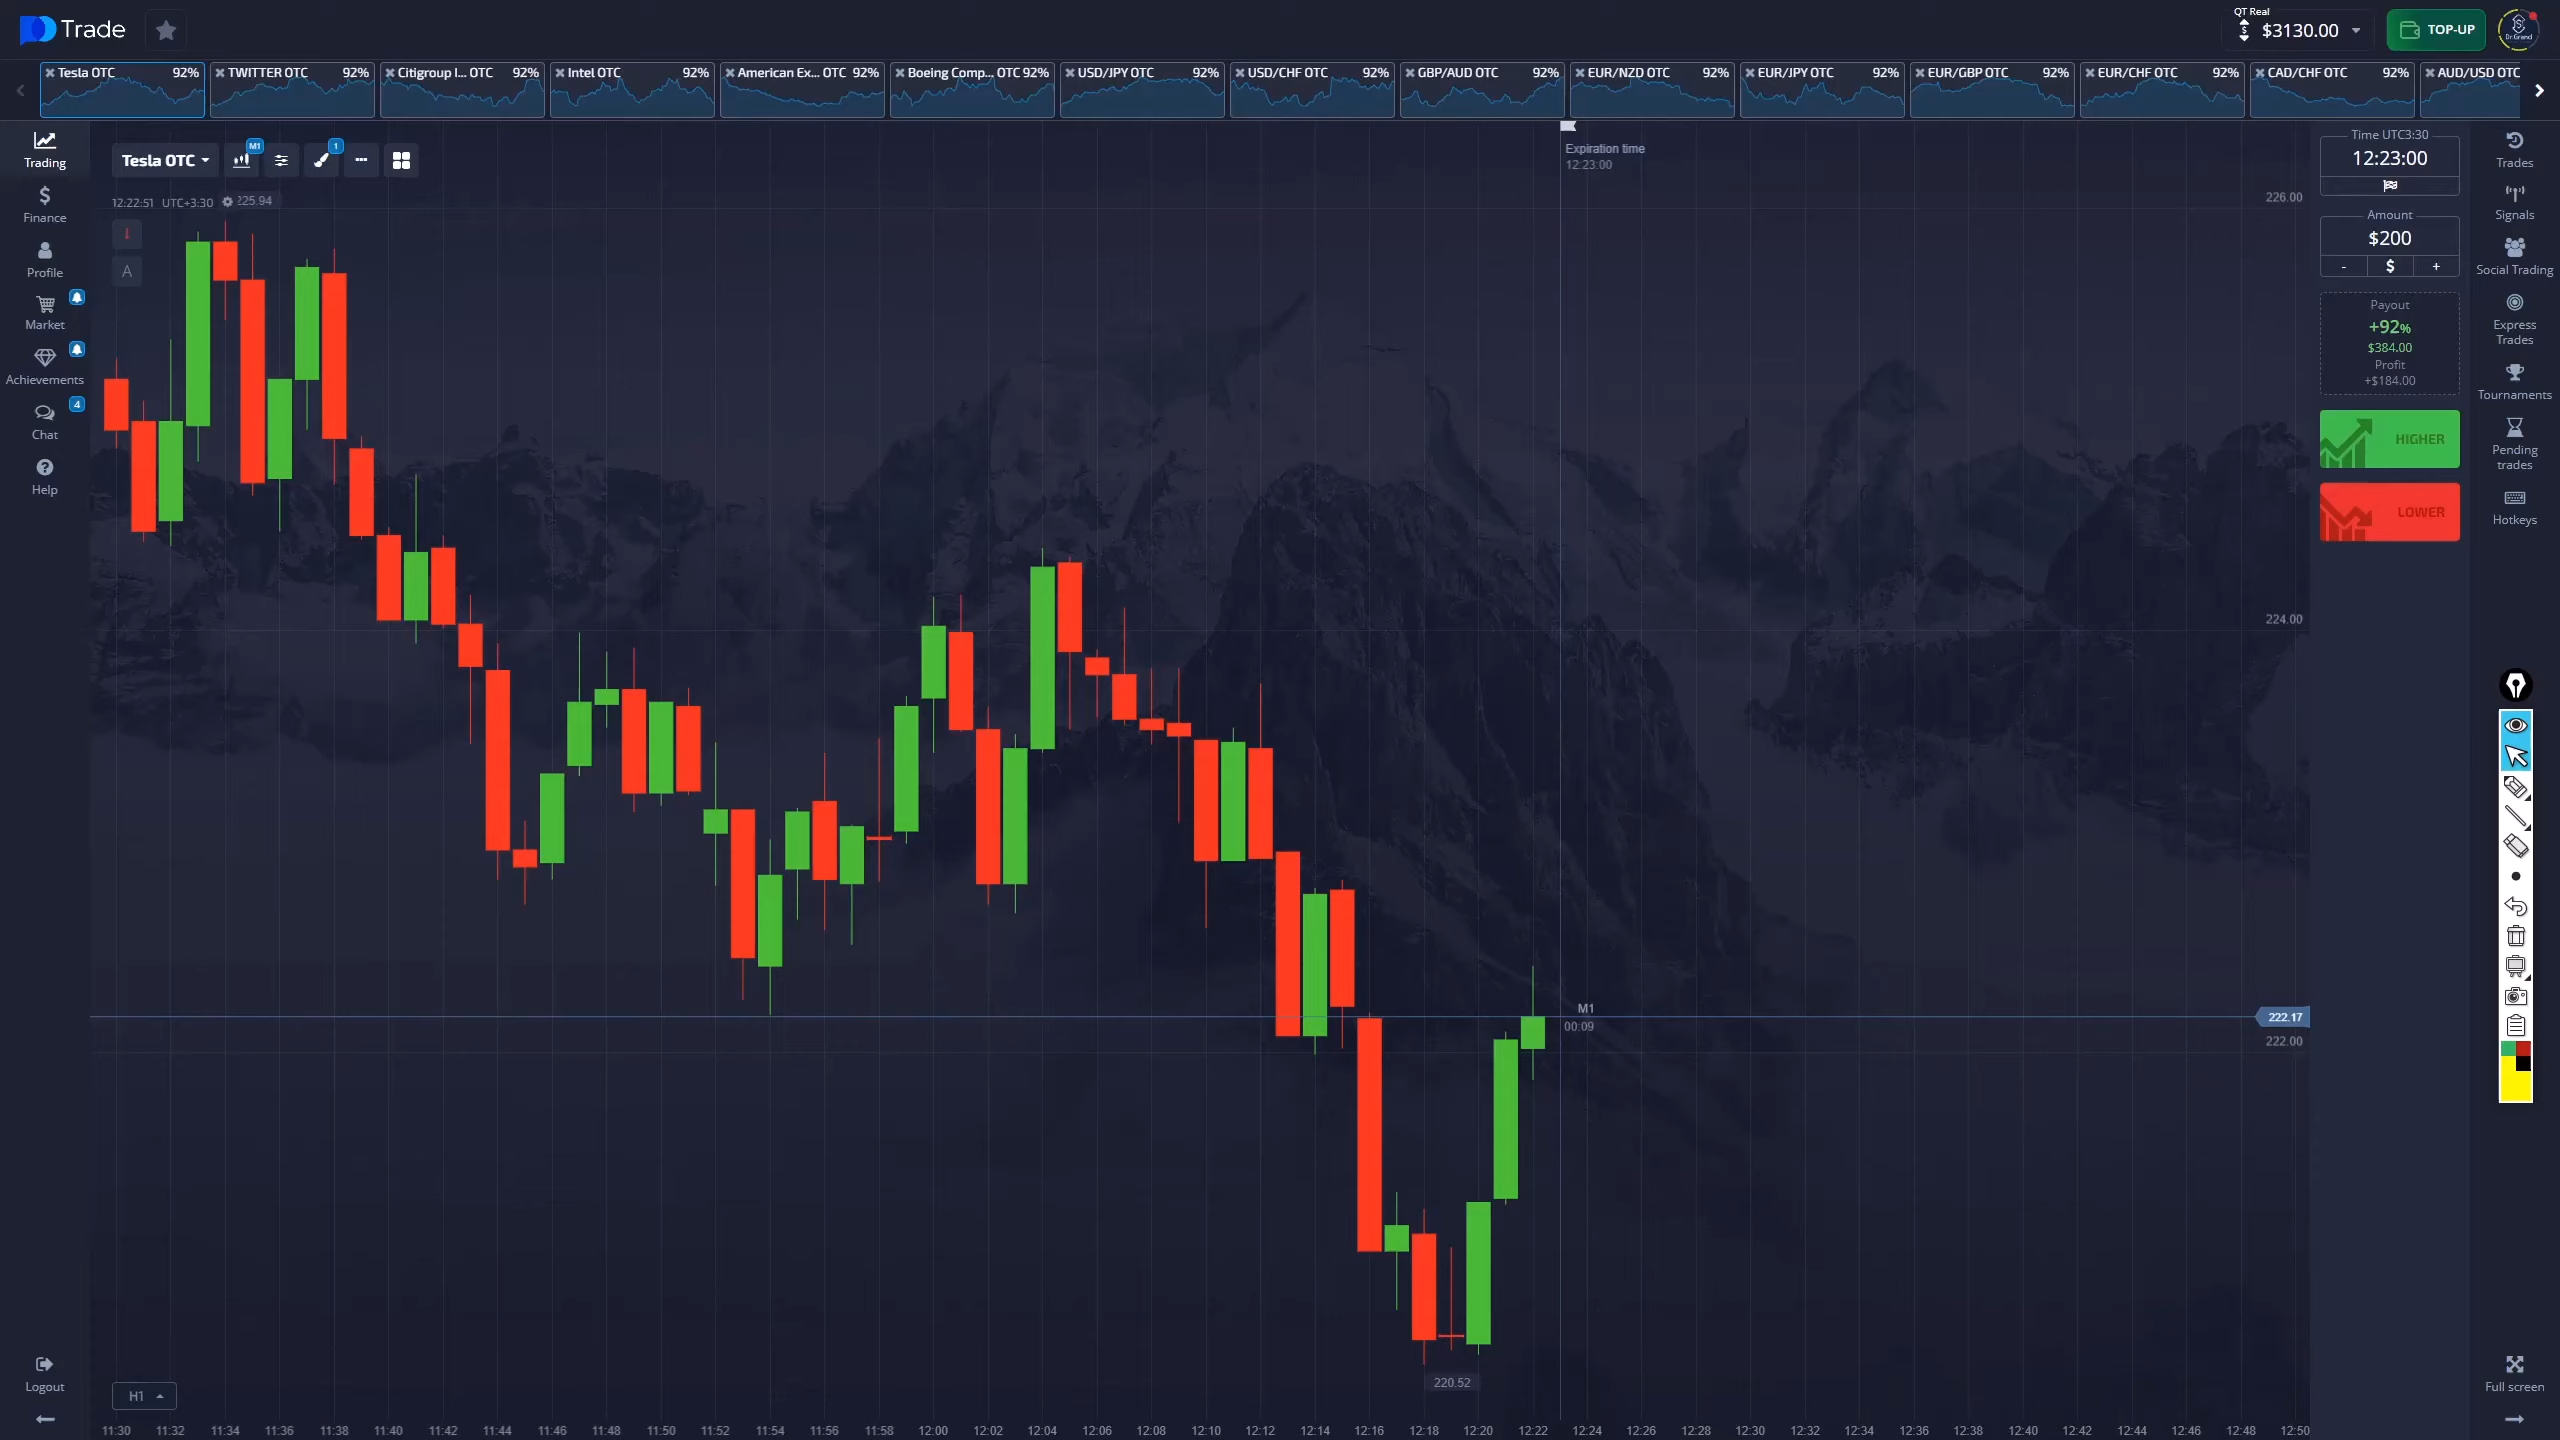 Trade
QT Real
$3130.00
TOP-UP
Tesla OTC 92%
TWITTER OTC 92%
Citigroup I... OTC 92%
Intel OTC 92%
American Ex... OTC 92%
Boeing Comp... OTC 92%
USD/JPY OTC 92%
USD/CHF OTC 92%
GBP/AUD OTC 92%
EUR/NZD OTC 92%
EUR/JPY OTC 92%
EUR/GBP OTC 92%
EUR/CHF OTC 92%
CAD/CHF OTC 92%
AUD/USD OTC
Trading
Finance
Profile
Market
Achievements
4
Chat
Help
Logout
Tesla OTC
M1
1
12:22:51 UTC+3:30 225.94
A
Expiration time
12:23:00
226.00
224.00
222.17
222.00
M1
00:09
220.52
H1
11:30 11:32 11:34 11:36 11:38 11:40 11:42 11:44 11:46 11:48 11:50 11:52 11:54 11:56 11:58 12:00 12:02 12:04 12:06 12:08 12:10 12:12 12:14 12:16 12:18 12:20 12:22 12:24 12:26 12:28 12:30 12:32 12:34 12:36 12:38 12:40 12:42 12:44 12:46 12:48 12:50
Time UTC3:30
12:23:00
Amount
$200
- $ +
Payout
+92%
$384.00
Profit
+$184.00
HIGHER
LOWER
Trades
Signals
Social Trading
Express
Trades
Tournaments
Pending
trades
Hotkeys
Full screen